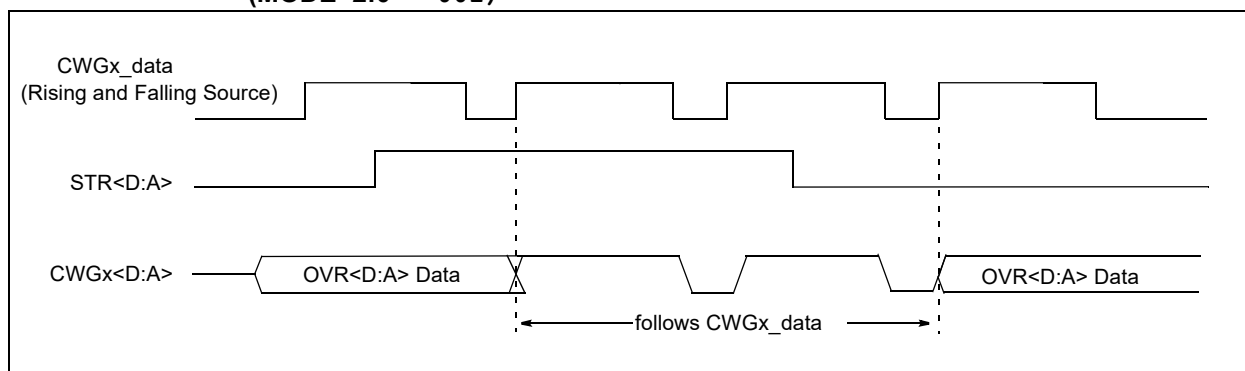 CWGx_data
(Rising and Falling Source)
STR<D:A>
CWGx<D:A>
OVR<D:A> Data
OVR<D:A> Data
follows CWGx_data